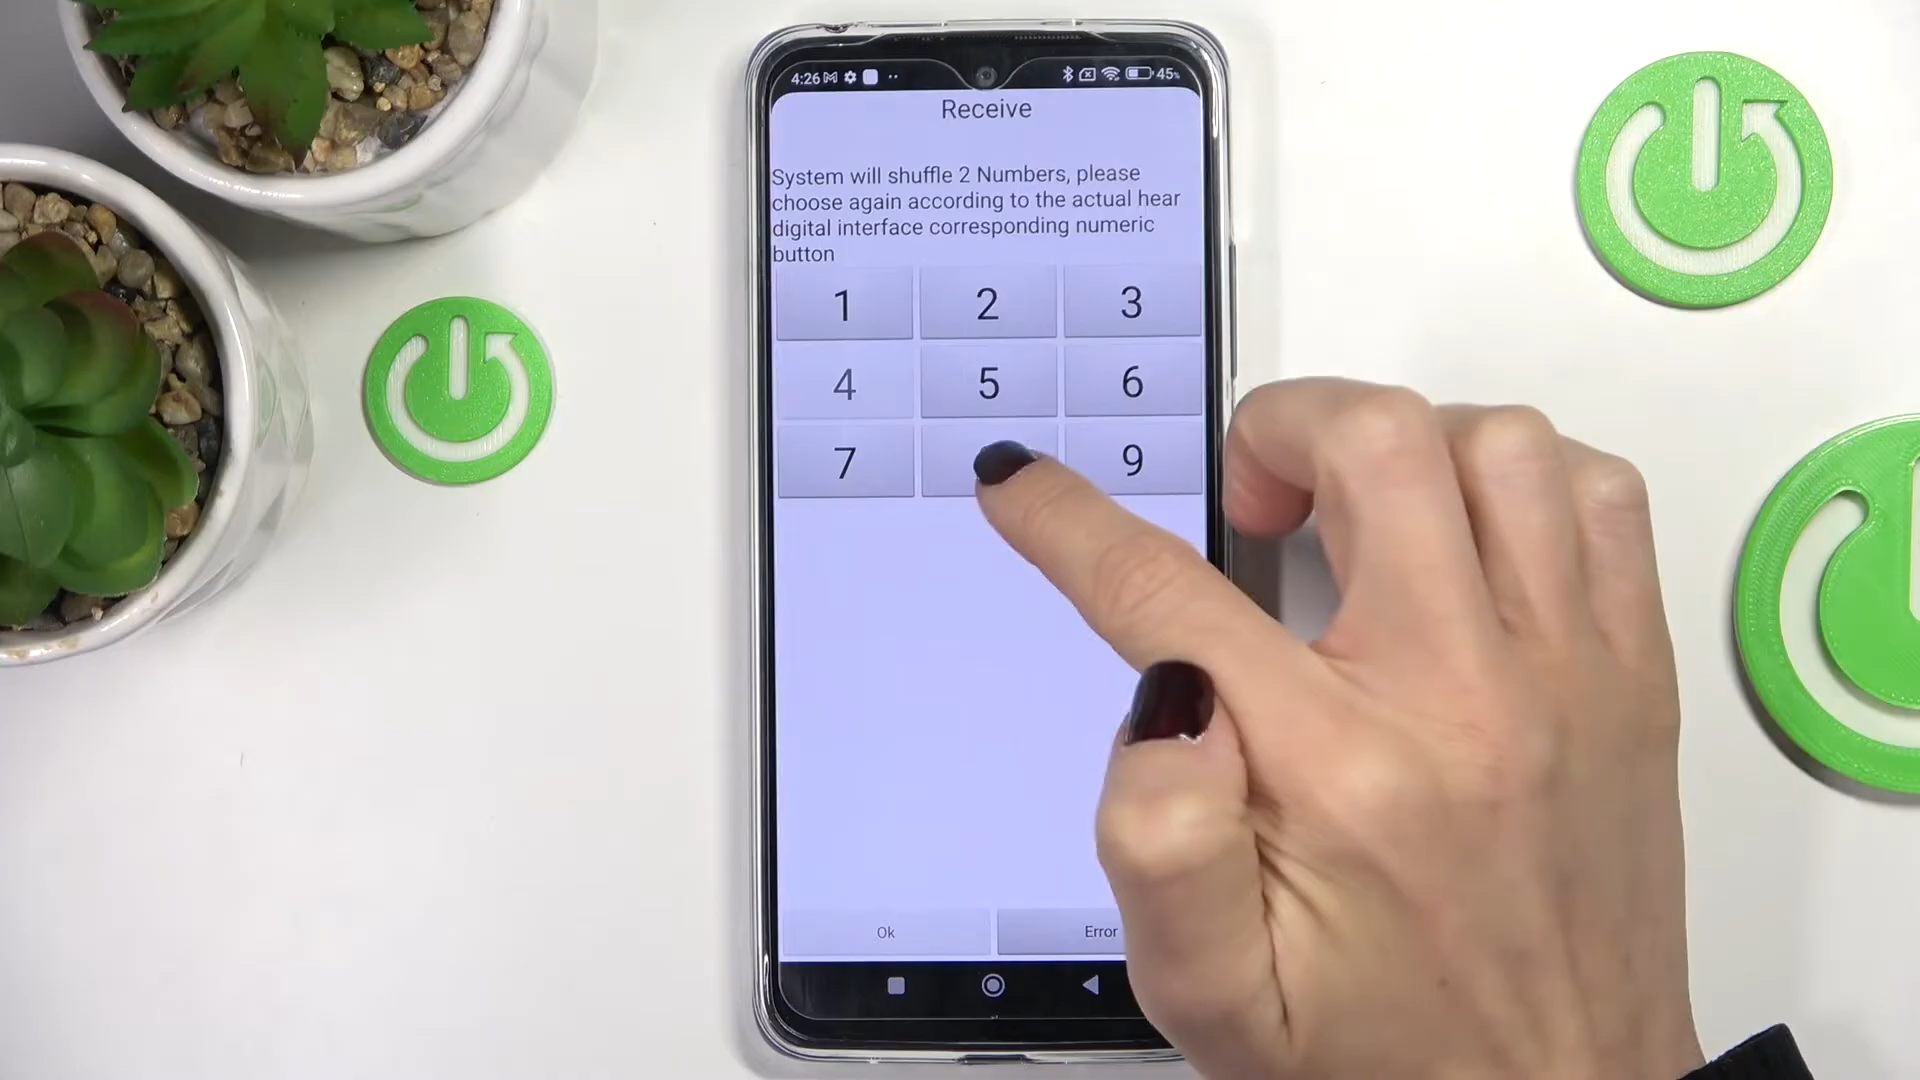 4:26
45%
Receive
System will shuffle 2 Numbers, please
choose again according to the actual hear
digital interface corresponding numeric
button
1 2 3
4 5 6
7 9
Ok Error